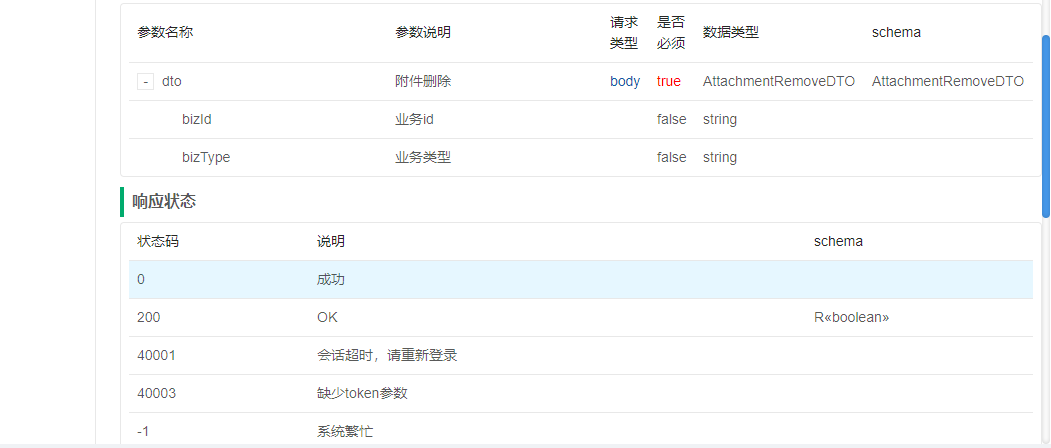 参数名称 参数说明 请求类型 是否必须 数据类型 schema
- dto 附件删除 body true AttachmentRemoveDTO AttachmentRemoveDTO
bizId 业务id false string
bizType 业务类型 false string
响应状态
状态码 说明 schema
0 成功
200 OK R«boolean»
40001 会话超时，请重新登录
40003 缺少token参数
-1 系统繁忙